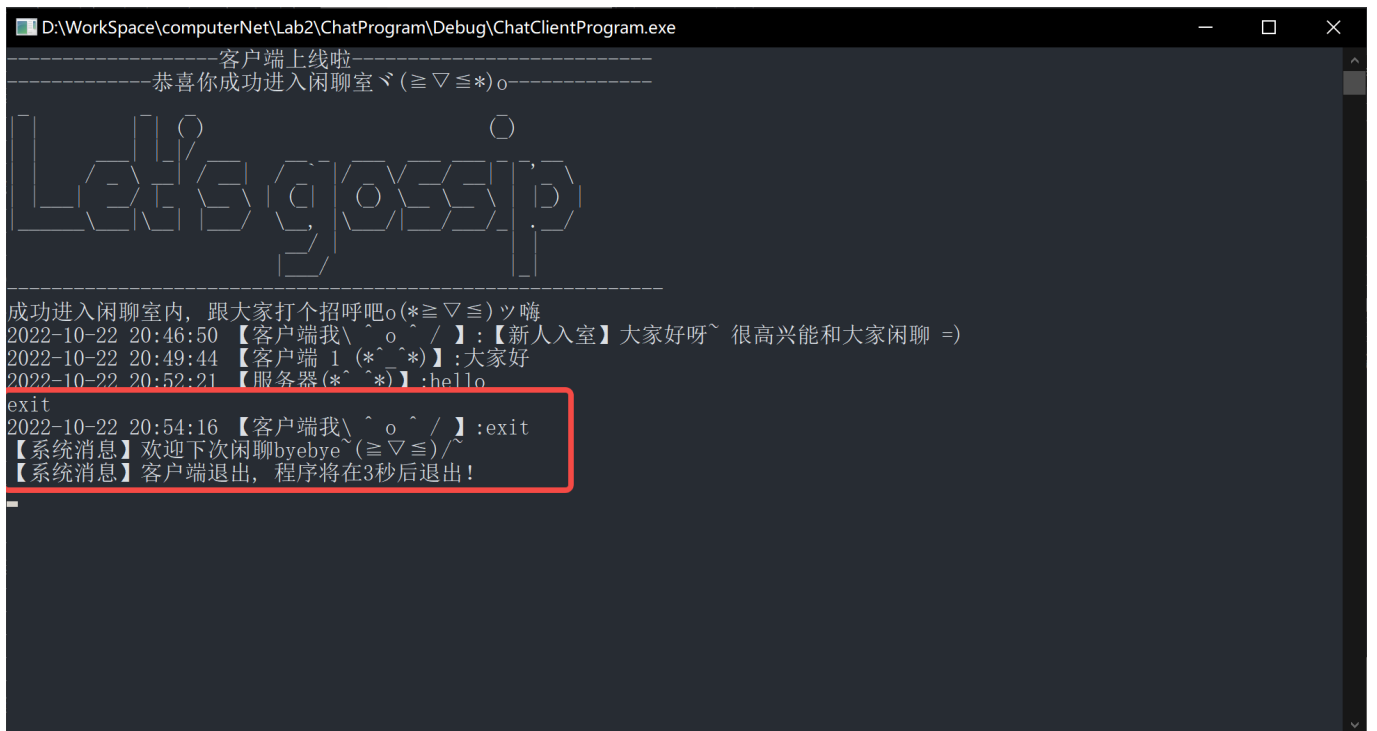 D:\WorkSpace\computerNet\Lab2\ChatProgram\Debug\ChatClientProgram.exe
-------------------客户端上线啦---------------------------
-------------恭喜你成功进入闲聊室ヾ(≧▽≦*)o-------------
Let's gossip
-----------------------------------------------------------
成功进入闲聊室内, 跟大家打个招呼吧o(*≧▽≦)ツ嗨
2022-10-22 20:46:50 【客户端我\ ^ o ^ / 】:【新人入室】大家好呀~ 很高兴能和大家闲聊 =)
2022-10-22 20:49:44 【客户端 1 (*^_^*)】:大家好
2022-10-22 20:52:21 【服务器(*^_^*)】:hello
exit
2022-10-22 20:54:16 【客户端我\ ^ o ^ / 】:exit
【系统消息】欢迎下次闲聊byebye~(≧▽≦)/~
【系统消息】客户端退出, 程序将在3秒后退出!